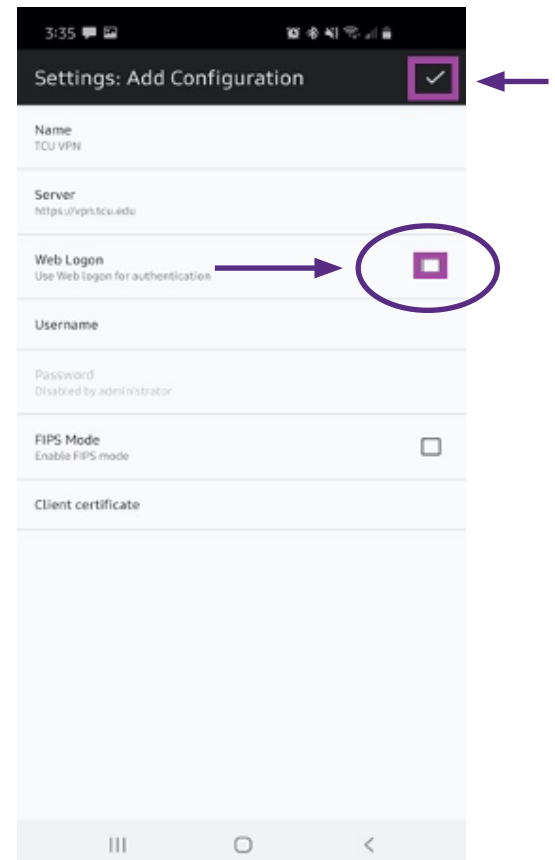 3:35
Settings: Add Configuration
Name
TCU VPN
Server
https://vpn.tcu.edu
Web Logon
Use Web logon for authentication
Username
Password
Disabled by administrator
FIPS Mode
Enable FIPS mode
Client certificate